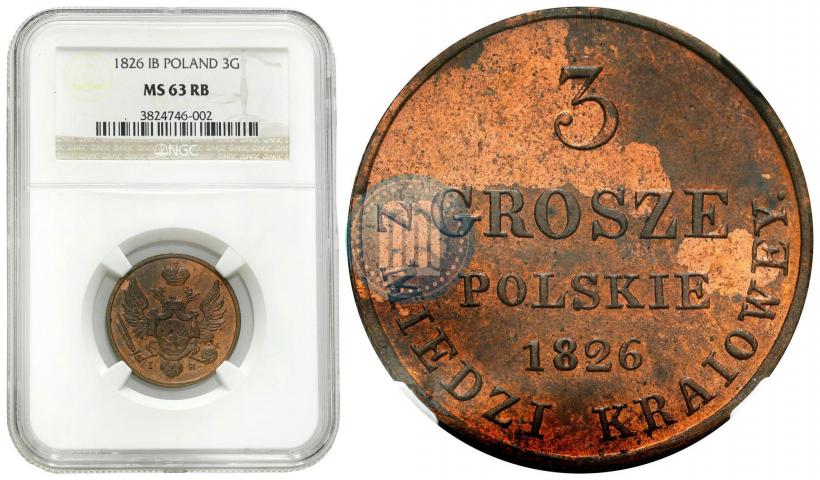 1826 IB POLAND 3G
MS 63 RB
3824746-002
NGC
I B
3
GROSZE
POLSKIE
1826
Z MIEDZI KRAIOWEY.